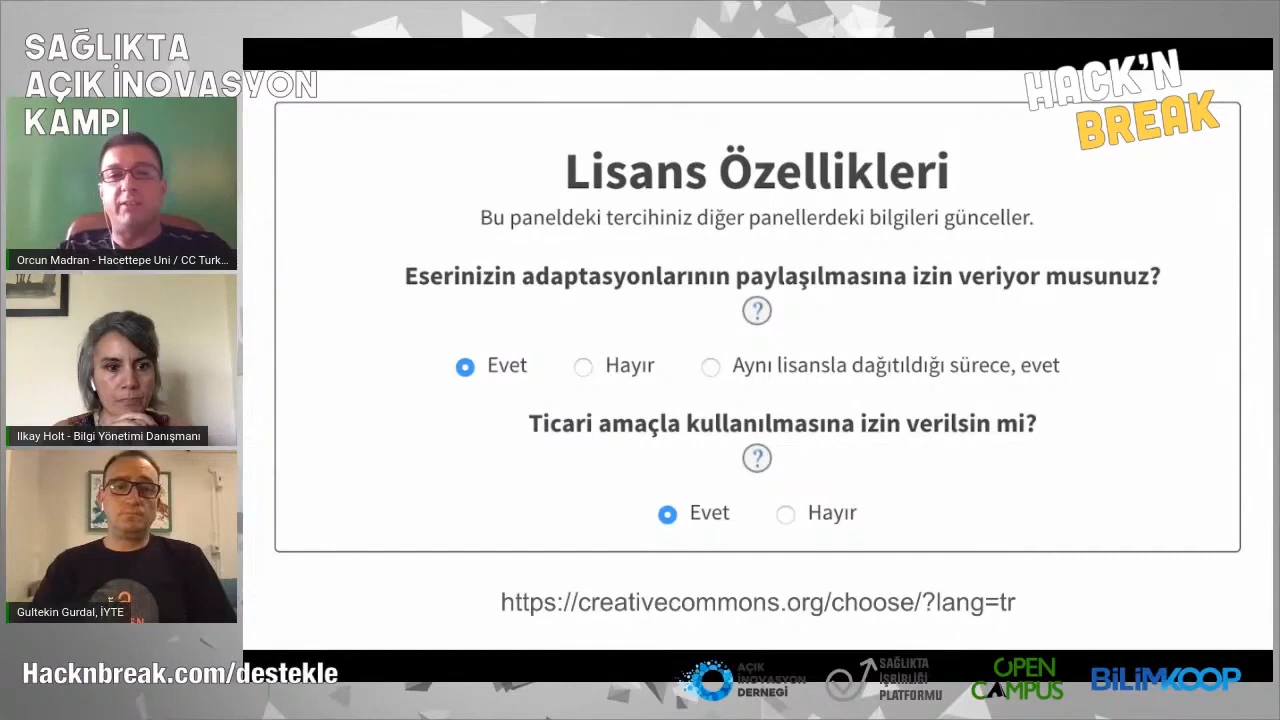 SAĞLIKTA
AÇIK İNOVASYON
KAMPI
HACK'N
BREAK
Orcun Madran - Hacettepe Uni / CC Turk...
Ilkay Holt - Bilgi Yönetimi Danışmanı
Gultekin Gurdal, İYTE
Lisans Özellikleri
Bu paneldeki tercihiniz diğer panellerdeki bilgileri günceller.
Eserinizin adaptasyonlarının paylaşılmasına izin veriyor musunuz?
?
Evet Hayır Aynı lisansla dağıtıldığı sürece, evet
Ticari amaçla kullanılmasına izin verilsin mi?
?
Evet Hayır
https://creativecommons.org/choose/?lang=tr
Hacknbreak.com/destekle
AÇIK
İNOVASYON
DERNEĞİ
SAĞLIKTA
İŞBİRLİĞİ
PLATFORMU
OPEN
CAMPUS
BİLİMKOOP